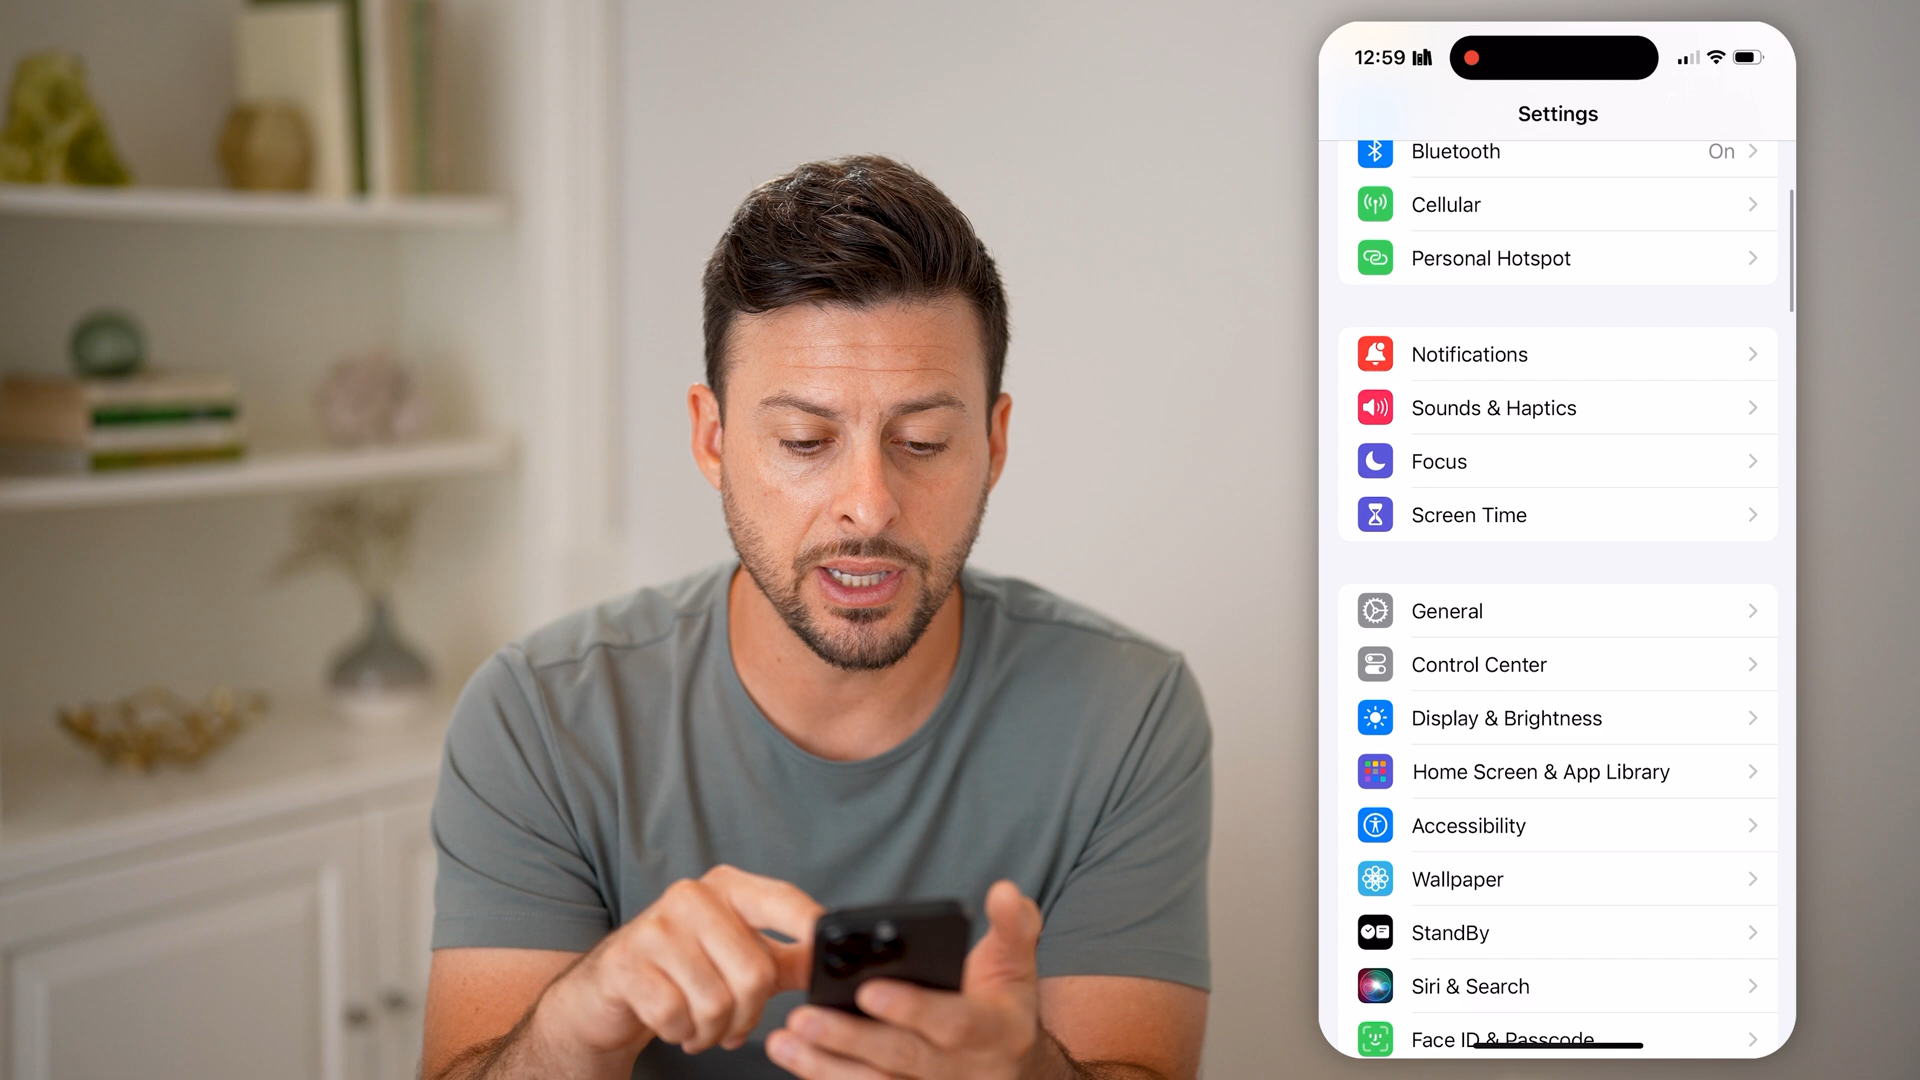 12:59
Settings
Bluetooth On
Cellular
Personal Hotspot
Notifications
Sounds & Haptics
Focus
Screen Time
General
Control Center
Display & Brightness
Home Screen & App Library
Accessibility
Wallpaper
StandBy
Siri & Search
Face ID & Passcode